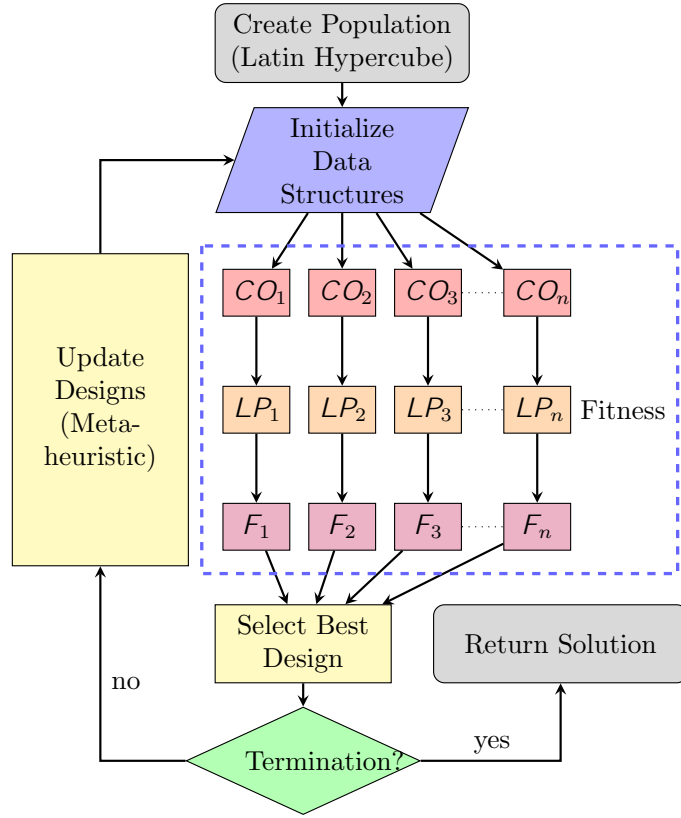 Create Population
(Latin Hypercube)
Initialize
Data
Structures
CO₁ CO₂ CO₃ COₙ
Update
Designs
(Meta-
heuristic)
LP₁ LP₂ LP₃ LPₙ Fitness
F₁ F₂ F₃ Fₙ
Select Best
Design
Return Solution
no
Termination?
yes